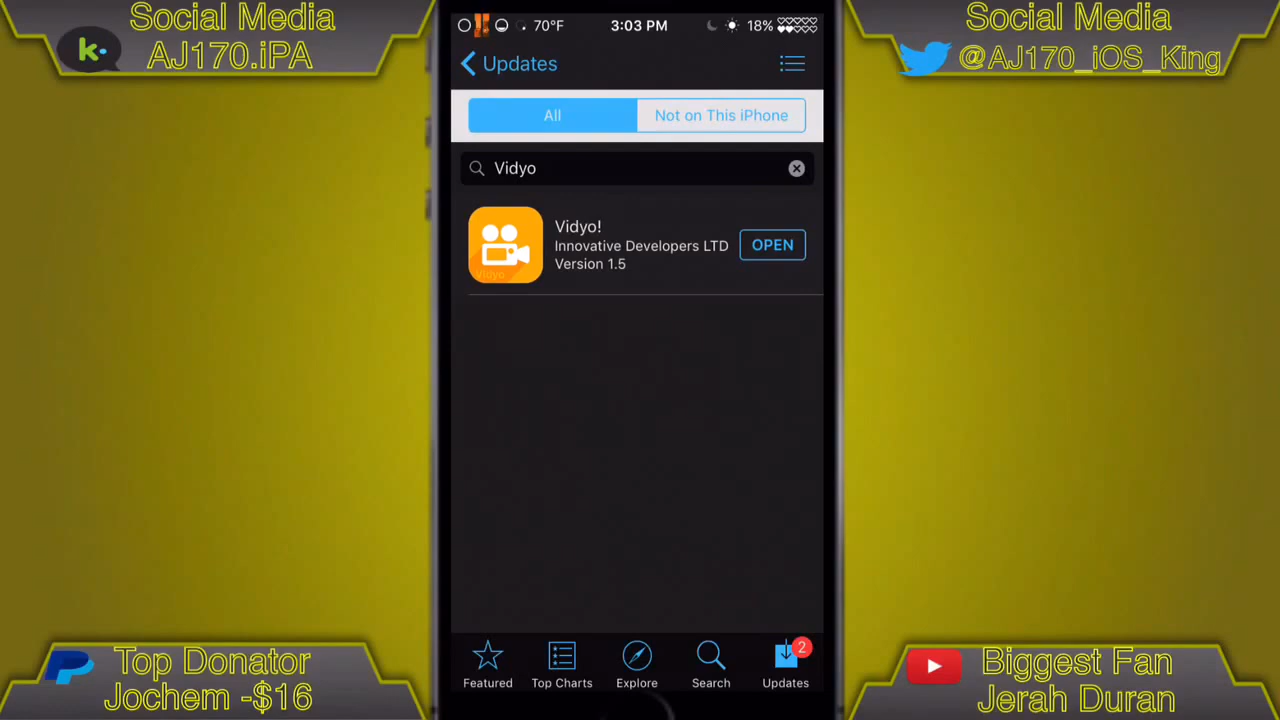 Social Media
k.
AJ170.iPA
Social Media
@AJ170_iOS_King
70°F
3:03 PM
18%
Updates
All
Not on This iPhone
Vidyo
Vidyo
Vidyo!
Innovative Developers LTD
Version 1.5
OPEN
Featured
Top Charts
Explore
Search
2
Updates
Top Donator
Jochem -$16
Biggest Fan
Jerah Duran